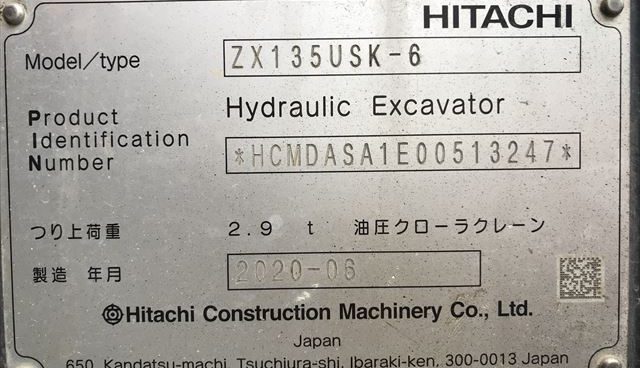 HITACHI
Model/type ZX135USK-6
Product Identification Number Hydraulic Excavator
*HCMDASA1E00513247*
つり上荷重 2.9 t 油圧クローラクレーン
製造 年月 2020-06
Hitachi Construction Machinery Co., Ltd.
Japan
650, Kandatsu-machi, Tsuchiura-shi, Ibaraki-ken, 300-0013 Japan